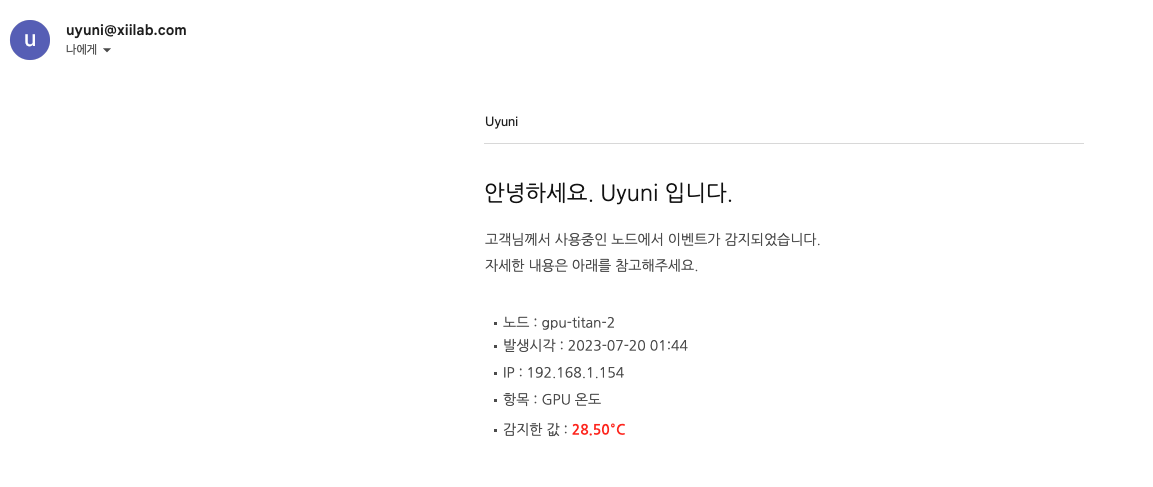 u
uyuni@xiilab.com
나에게
Uyuni
안녕하세요. Uyuni 입니다.
고객님께서 사용중인 노드에서 이벤트가 감지되었습니다.
자세한 내용은 아래를 참고해주세요.
▪ 노드 : gpu-titan-2
▪ 발생시각 : 2023-07-20 01:44
▪ IP : 192.168.1.154
▪ 항목 : GPU 온도
▪ 감지한 값 : 28.50°C